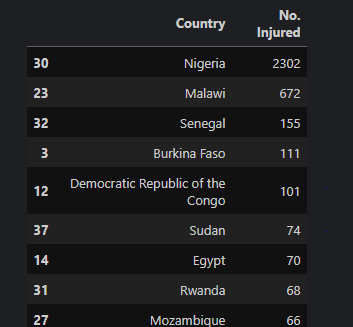 Country No. Injured
30 Nigeria 2302
23 Malawi 672
32 Senegal 155
3 Burkina Faso 111
12 Democratic Republic of the Congo 101
37 Sudan 74
14 Egypt 70
31 Rwanda 68
27 Mozambique 66